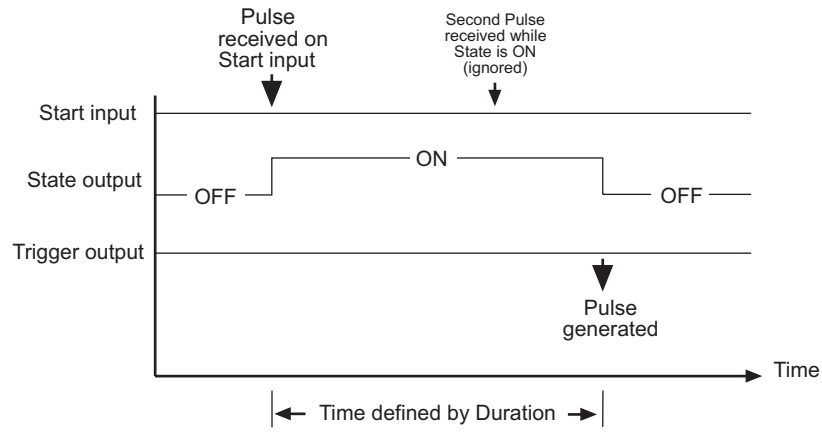 Pulse
received on
Start input
Second Pulse
received while
State is ON
(ignored)
Start input
State output
OFF
ON
OFF
Trigger output
Pulse
generated
Time
Time defined by Duration